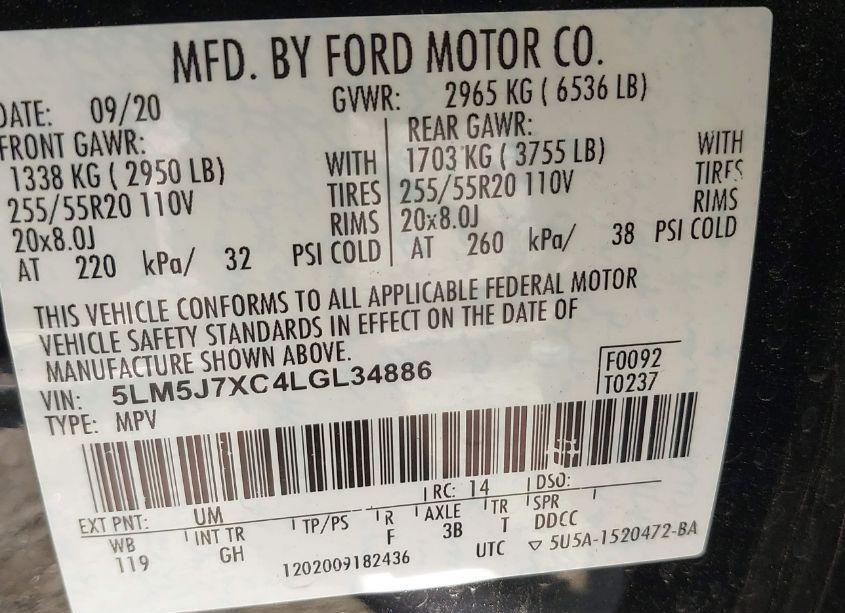 MFD. BY FORD MOTOR CO.
DATE: 09/20 GVWR: 2965 KG ( 6536 LB)
FRONT GAWR: REAR GAWR:
1338 KG ( 2950 LB) WITH 1703 KG ( 3755 LB) WITH
255/55R20 110V TIRES 255/55R20 110V TIRES
20x8.0J RIMS 20x8.0J RIMS
AT 220 kPa/ 32 PSI COLD AT 260 kPa/ 38 PSI COLD
THIS VEHICLE CONFORMS TO ALL APPLICABLE FEDERAL MOTOR
VEHICLE SAFETY STANDARDS IN EFFECT ON THE DATE OF
MANUFACTURE SHOWN ABOVE.
VIN: 5LM5J7XC4LGL34886 F0092
TYPE: MPV T0237
EXT PNT: UM RC: 14 DSO:
WB INT TR TP/PS R AXLE TR SPR
119 GH F 3B T DDCC
1202009182436 UTC ▽ 5U5A-1520472-BA